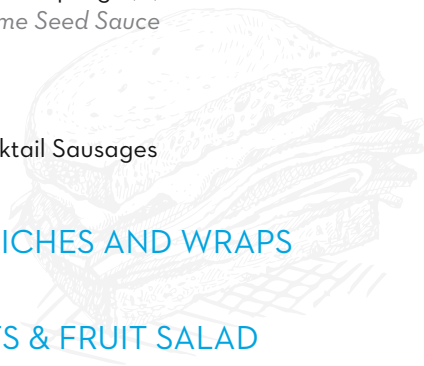 me Seed Sauce
ktail Sausages
ICHES AND WRAPS
S & FRUIT SALAD